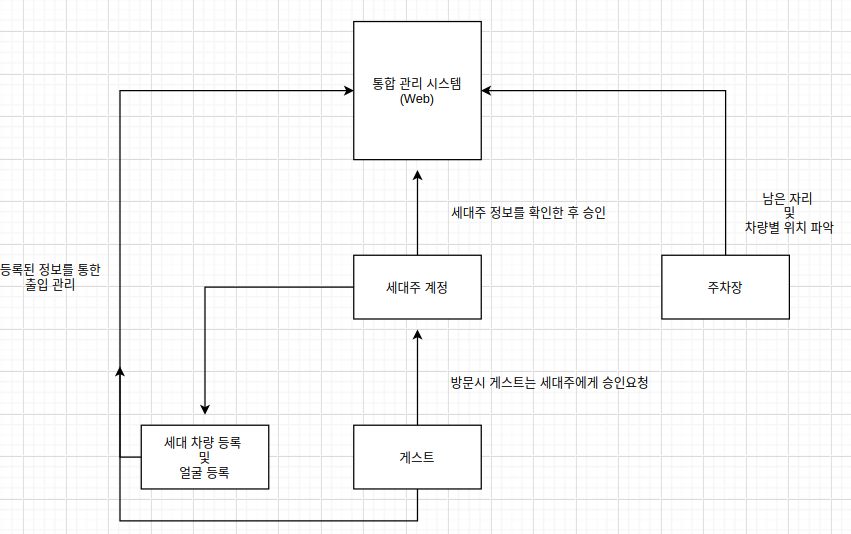 통합 관리 시스템
(Web)
세대주 정보를 확인한 후 승인
남은 자리
및
차량별 위치 파악
등록된 정보를 통한
출입 관리
세대주 계정
주차장
방문시 게스트는 세대주에게 승인요청
세대 차량 등록
및
얼굴 등록
게스트